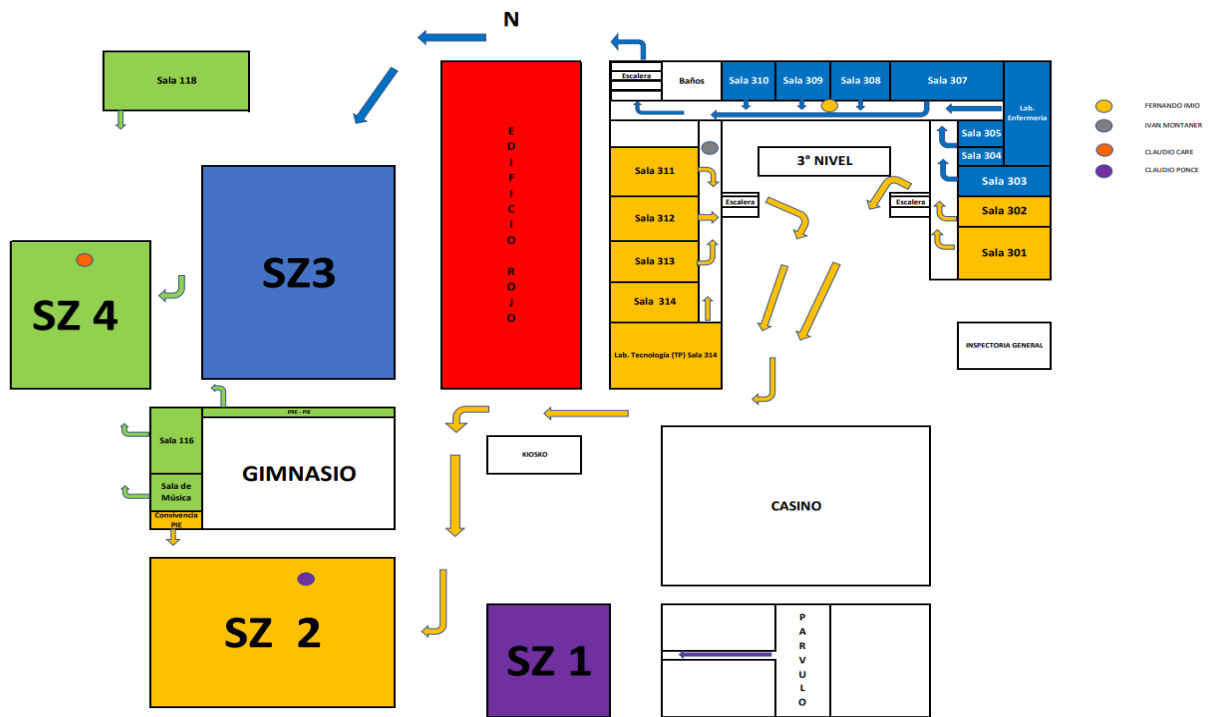 N
Sala 118
Escalera
Baños
Sala 310
Sala 309
Sala 308
Sala 307
Lab.
Enfermería
FERNANDO IMIO
IVAN MONTANER
CLAUDIO CARE
CLAUDIO PONCE
EDIFICIO ROJO
Sala 305
Sala 304
Sala 303
Sala 302
Sala 301
3° NIVEL
Sala 311
Sala 312
Sala 313
Sala 314
Lab. Tecnología (TP) Sala 314
Escalera
Escalera
INSPECTORIA GENERAL
SZ3
SZ 4
PRE - PIE
Sala 116
Sala de
Música
Convivencia
PIE
GIMNASIO
KIOSKO
CASINO
SZ 2
SZ 1
PARVULO